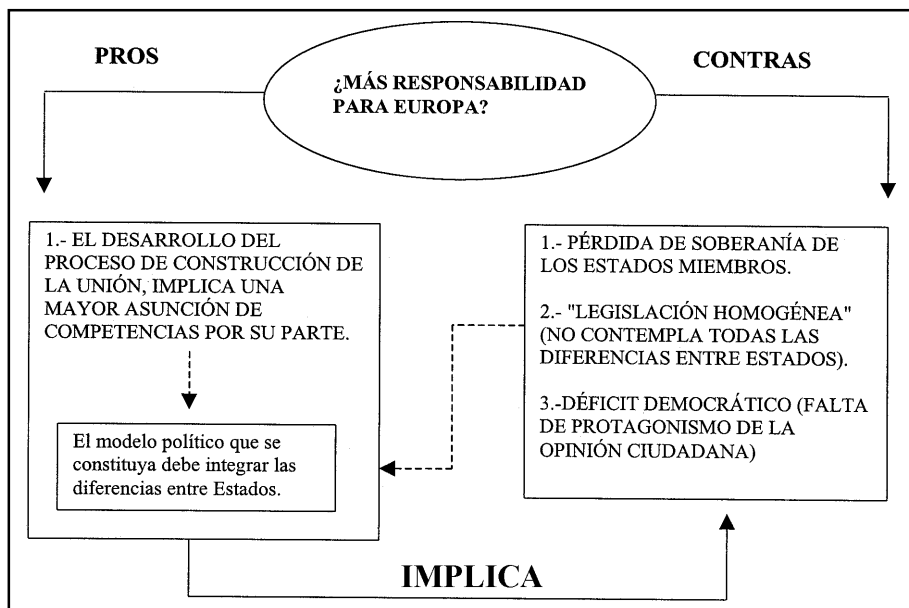 PROS
CONTRAS
¿MÁS RESPONSABILIDAD
PARA EUROPA?
1.- EL DESARROLLO DEL
PROCESO DE CONSTRUCCIÓN DE
LA UNIÓN, IMPLICA UNA
MAYOR ASUNCIÓN DE
COMPETENCIAS POR SU PARTE.
El modelo político que se
constituya debe integrar las
diferencias entre Estados.
1.- PÉRDIDA DE SOBERANÍA DE
LOS ESTADOS MIEMBROS.
2.- "LEGISLACIÓN HOMOGÉNEA"
(NO CONTEMPLA TODAS LAS
DIFERENCIAS ENTRE ESTADOS).
3.-DÉFICIT DEMOCRÁTICO (FALTA
DE PROTAGONISMO DE LA
OPINIÓN CIUDADANA)
IMPLICA